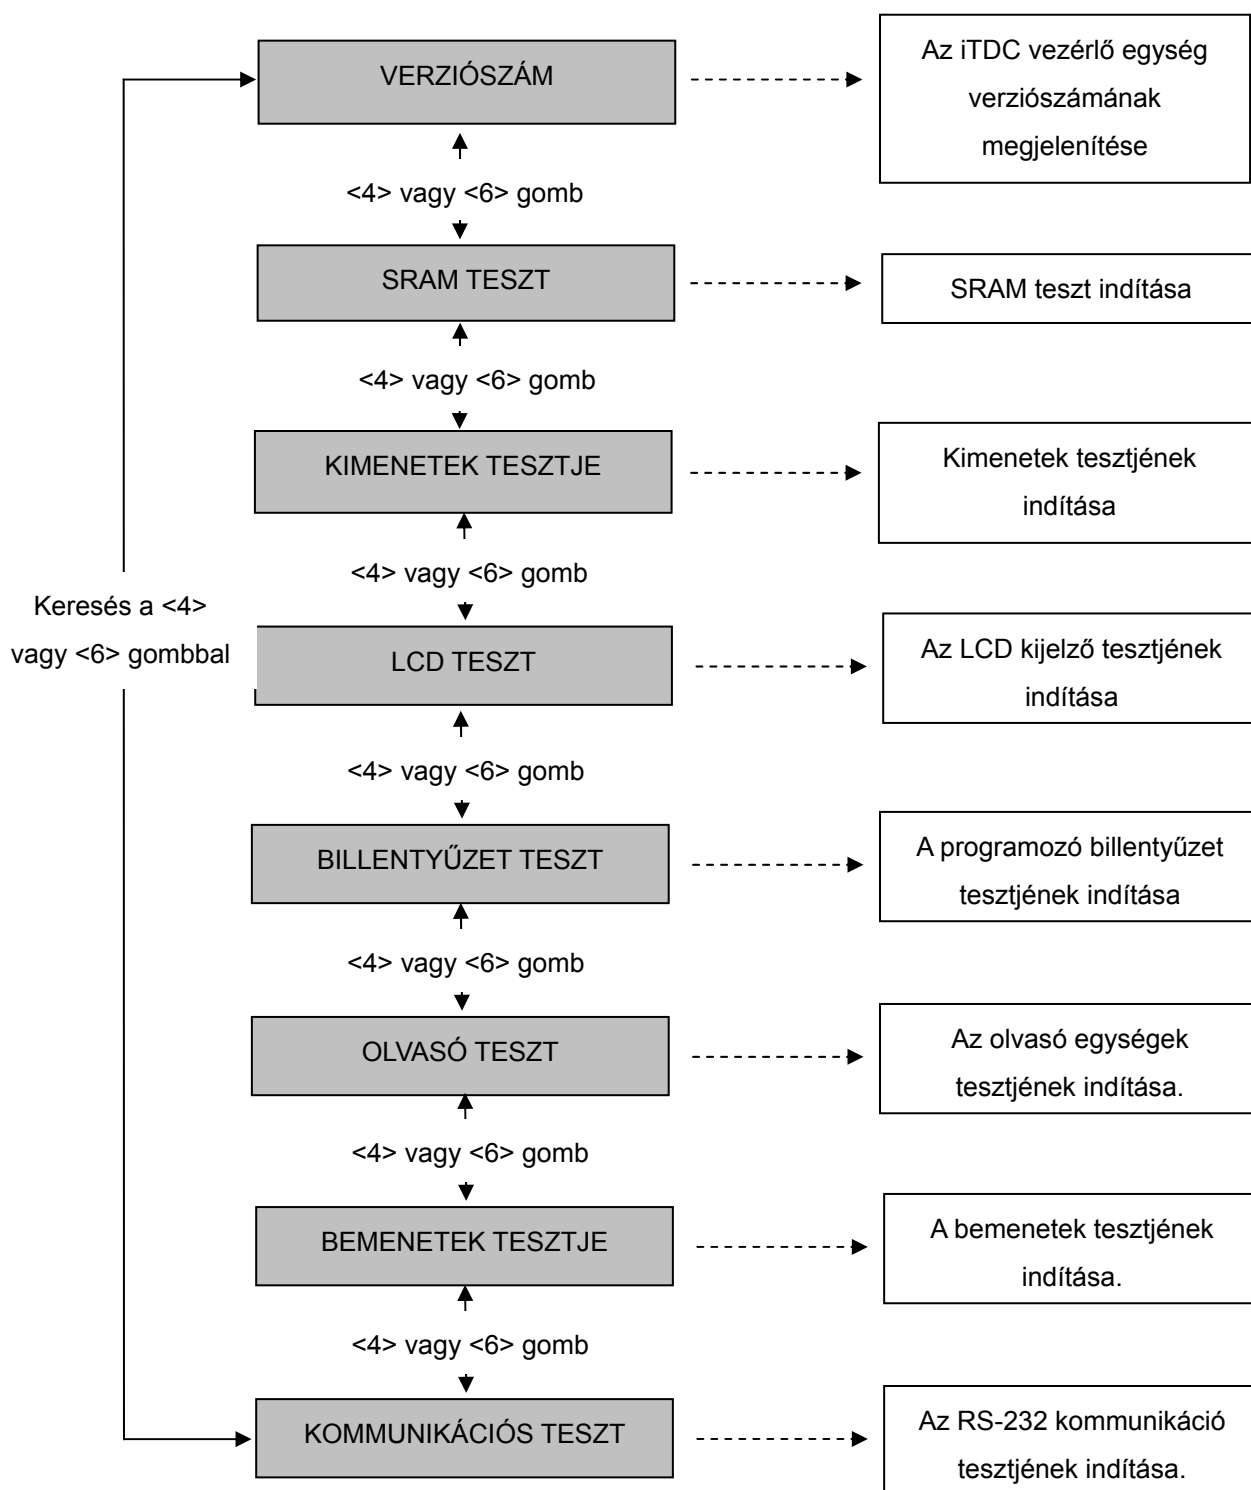 VERZIÓSZÁM
Az iTDC vezérlő egység
verziószámának
megjelenítése
<4> vagy <6> gomb
SRAM TESZT
SRAM teszt indítása
<4> vagy <6> gomb
KIMENETEK TESZTJE
Kimenetek tesztjének
indítása
<4> vagy <6> gomb
Keresés a <4>
vagy <6> gombbal
LCD TESZT
Az LCD kijelző tesztjének
indítása
<4> vagy <6> gomb
BILLENTYŰZET TESZT
A programozó billentyűzet
tesztjének indítása
<4> vagy <6> gomb
OLVASÓ TESZT
Az olvasó egységek
tesztjének indítása.
<4> vagy <6> gomb
BEMENETEK TESZTJE
A bemenetek tesztjének
indítása.
<4> vagy <6> gomb
KOMMUNIKÁCIÓS TESZT
Az RS-232 kommunikáció
tesztjének indítása.